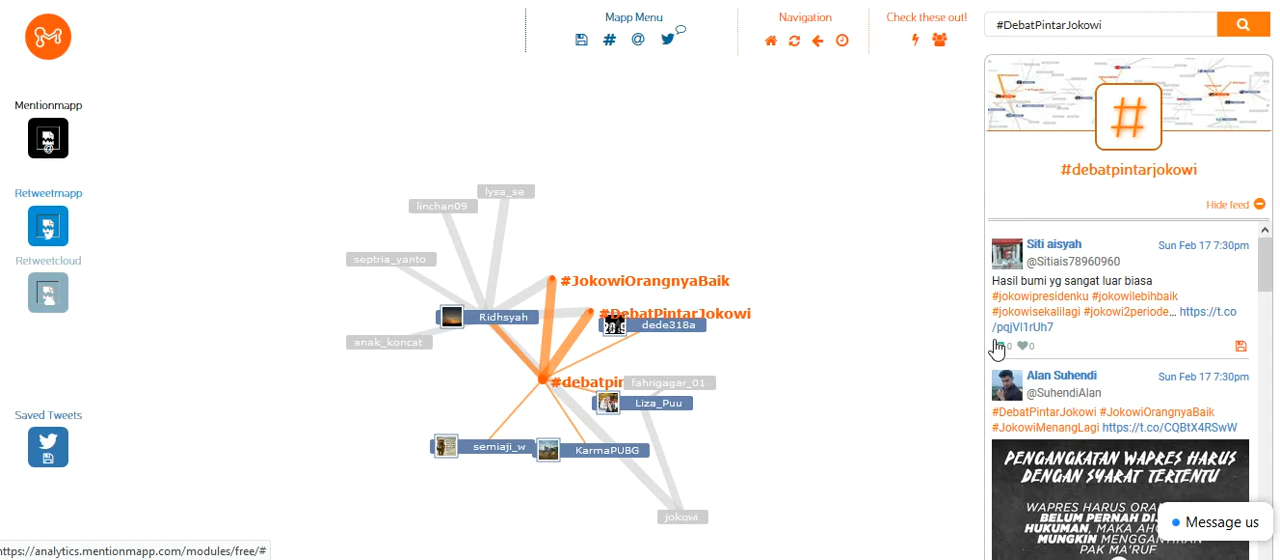 Mapp Menu
Navigation
Check these out!
#DebatPintarJokowi
Mentionmapp
Retweetmapp
Retweetcloud
Saved Tweets
lysa_se
linchan09
septria_yanto
#JokowiOrangnyaBaik
Ridhsyah
#DebatPintarJokowi
dede318a
anak_koncat
#debatpin
fahrigagar_01
Liza_Puu
semiaji_w
KarmaPUBG
jokowi
#
#debatpintarjokowi
Hide feed
Siti aisyah
Sun Feb 17 7:30pm
@Sitiais78960960
Hasil bumi yg sangat luar biasa
#jokowipresidenku #jokowilebihbaik
#jokowisekalilagi #jokowi2periode… https://t.co
/pqjVl1rUh7
0 0
Alan Suhendi
Sun Feb 17 7:30pm
@SuhendiAlan
#DebatPintarJokowi #JokowiOrangnyaBaik
#JokowiMenangLagi https://t.co/CQBtX4RSwW
PENGANGKATAN WAPRES HARUS
DENGAN SYARAT TERTENTU
WAPRES HARUS
BELUM PERNAH
HUKUMAN, MAKA
MUNGKIN MENGGANTIKAN
PAK MA'RUF
Message us
https://analytics.mentionmapp.com/modules/free/#